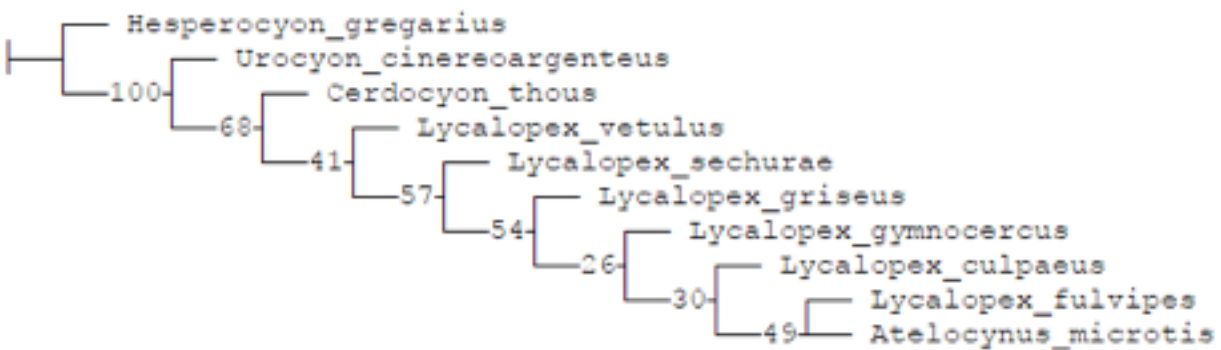 Hesperocyon_gregarius
Urocyon_cinereoargenteus
100
Cerdocyon_thous
68
Lycalopex_vetulus
41
Lycalopex_sechurae
57
Lycalopex_griseus
54
Lycalopex_gymnocercus
26
Lycalopex_culpaeus
30
Lycalopex_fulvipes
49
Atelocynus_microtis